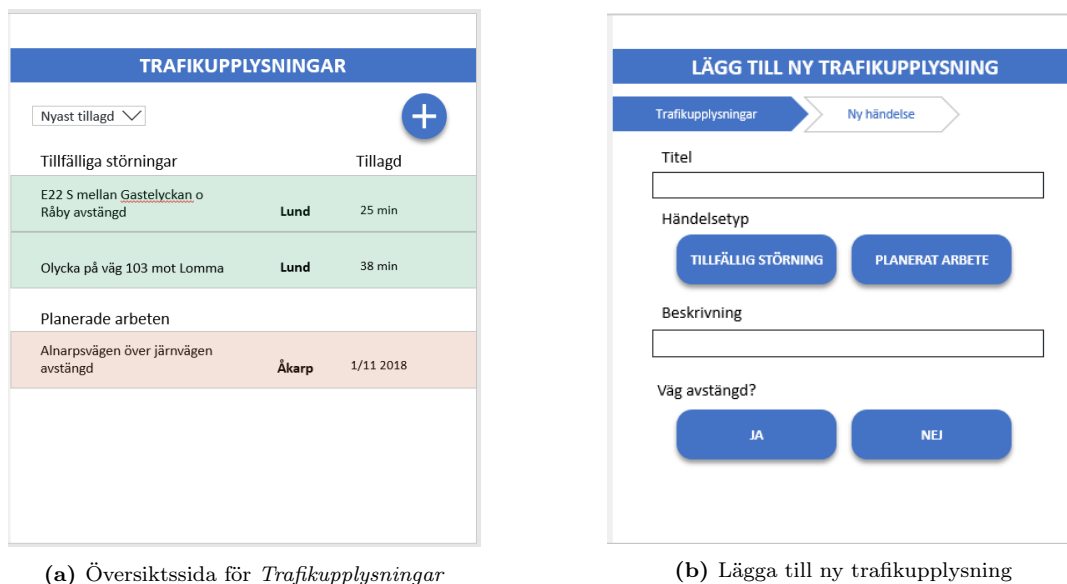 TRAFIKUPPLYSNINGAR
Nyast tillagd
Tillfälliga störningar Tillagd
E22 S mellan Gastelyckan o
Råby avstängd Lund 25 min
Olycka på väg 103 mot Lomma Lund 38 min
Planerade arbeten
Alnarpsvägen över järnvägen
avstängd Åkarp 1/11 2018
(a) Översiktssida för Trafikupplysningar
LÄGG TILL NY TRAFIKUPPLYSNING
Trafikupplysningar Ny händelse
Titel
Händelsetyp
TILLFÄLLIG STÖRNING PLANERAT ARBETE
Beskrivning
Väg avstängd?
JA NEJ
(b) Lägga till ny trafikupplysning